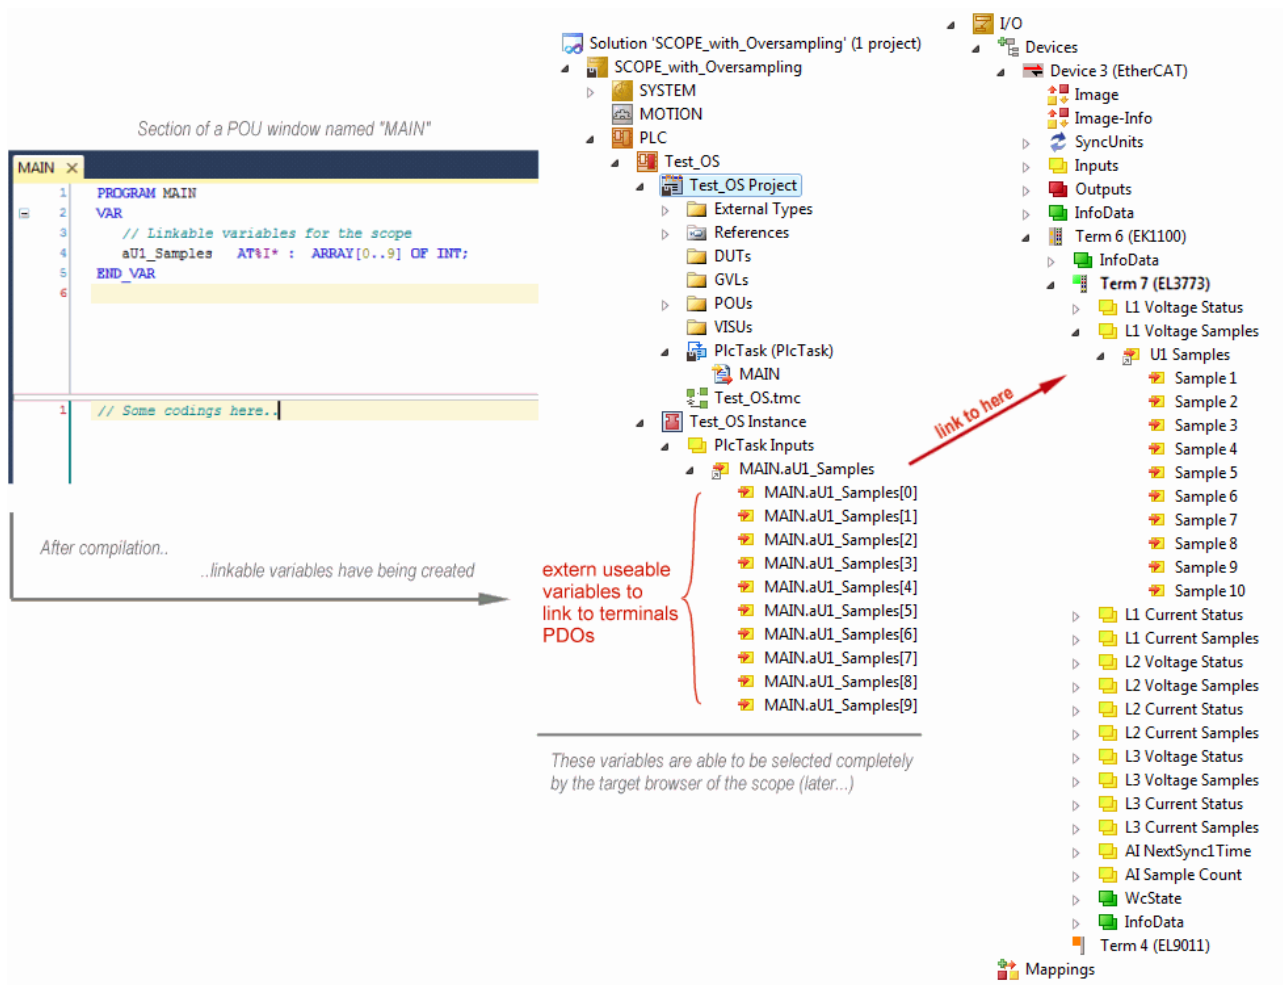 Section of a POU window named "MAIN"
MAIN ×
1 PROGRAM MAIN
2 VAR
3 // Linkable variables for the scope
4 aU1_Samples AT%I* : ARRAY[0..9] OF INT;
5 END_VAR
6
1 // Some codings here..
After compilation..
..linkable variables have being created
Solution 'SCOPE_with_Oversampling' (1 project)
SCOPE_with_Oversampling
SYSTEM
MOTION
PLC
Test_OS
Test_OS Project
External Types
References
DUTs
GVLs
POUs
VISUs
PlcTask (PlcTask)
MAIN
Test_OS.tmc
Test_OS Instance
PlcTask Inputs
MAIN.aU1_Samples
MAIN.aU1_Samples[0]
MAIN.aU1_Samples[1]
MAIN.aU1_Samples[2]
MAIN.aU1_Samples[3]
MAIN.aU1_Samples[4]
MAIN.aU1_Samples[5]
MAIN.aU1_Samples[6]
MAIN.aU1_Samples[7]
MAIN.aU1_Samples[8]
MAIN.aU1_Samples[9]
extern useable
variables to
link to terminals
PDOs
These variables are able to be selected completely
by the target browser of the scope (later...)
link to here
I/O
Devices
Device 3 (EtherCAT)
Image
Image-Info
SyncUnits
Inputs
Outputs
InfoData
Term 6 (EK1100)
InfoData
Term 7 (EL3773)
L1 Voltage Status
L1 Voltage Samples
U1 Samples
Sample 1
Sample 2
Sample 3
Sample 4
Sample 5
Sample 6
Sample 7
Sample 8
Sample 9
Sample 10
L1 Current Status
L1 Current Samples
L2 Voltage Status
L2 Voltage Samples
L2 Current Status
L2 Current Samples
L3 Voltage Status
L3 Voltage Samples
L3 Current Status
L3 Current Samples
AI NextSync1Time
AI Sample Count
WcState
InfoData
Term 4 (EL9011)
Mappings